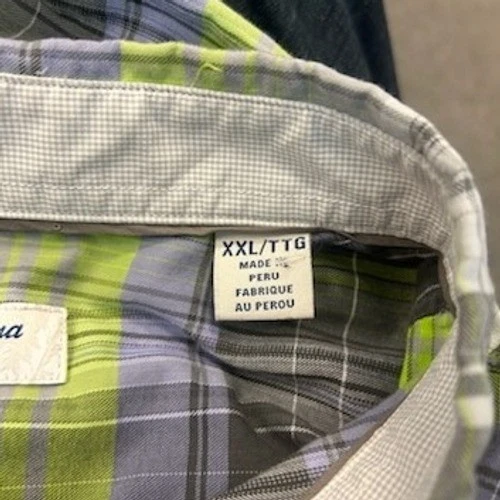 XXL/TTG
MADE IN
PERU
FABRIQUE
AU PEROU